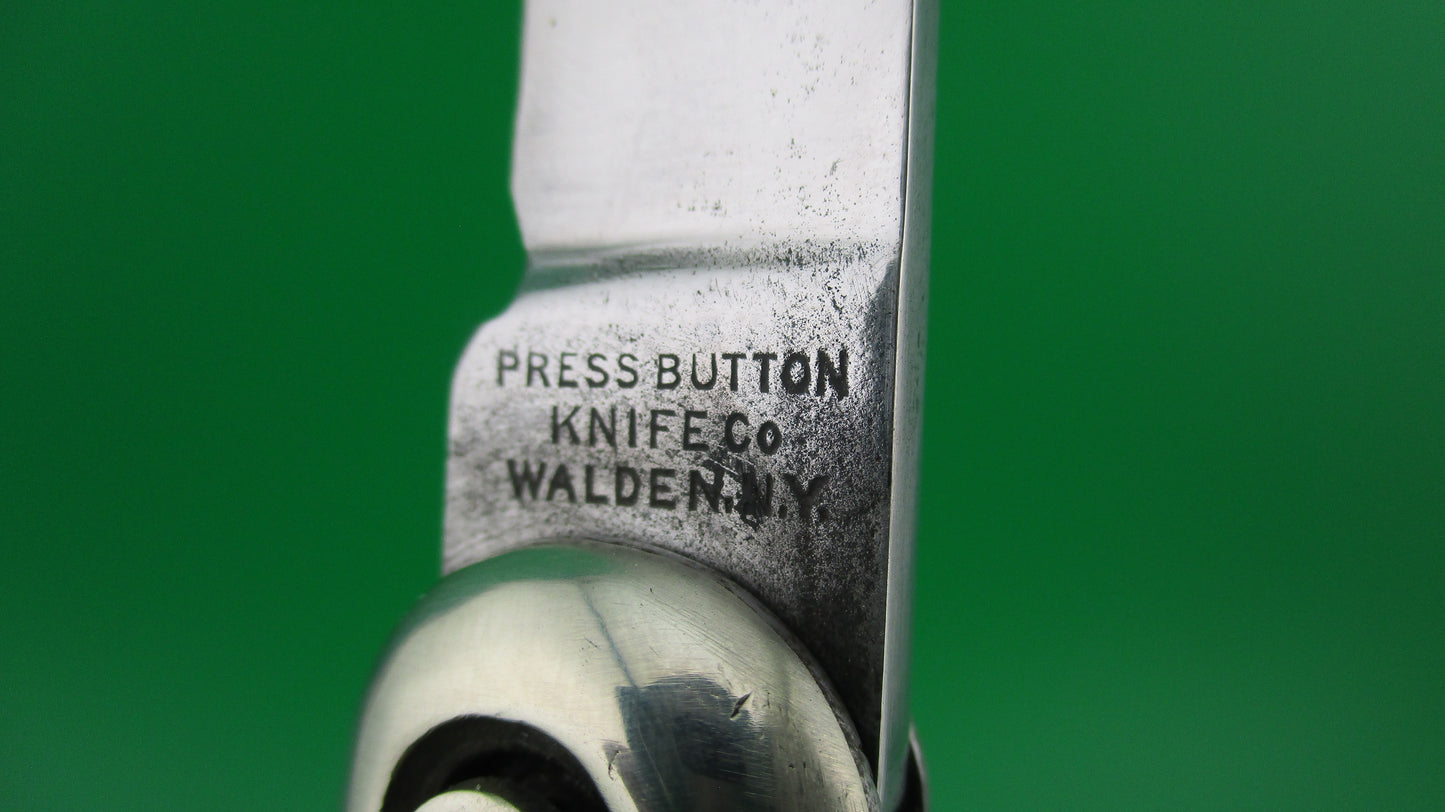 PRESS BUTTON
KNIFE Co
WALDEN.N.Y.